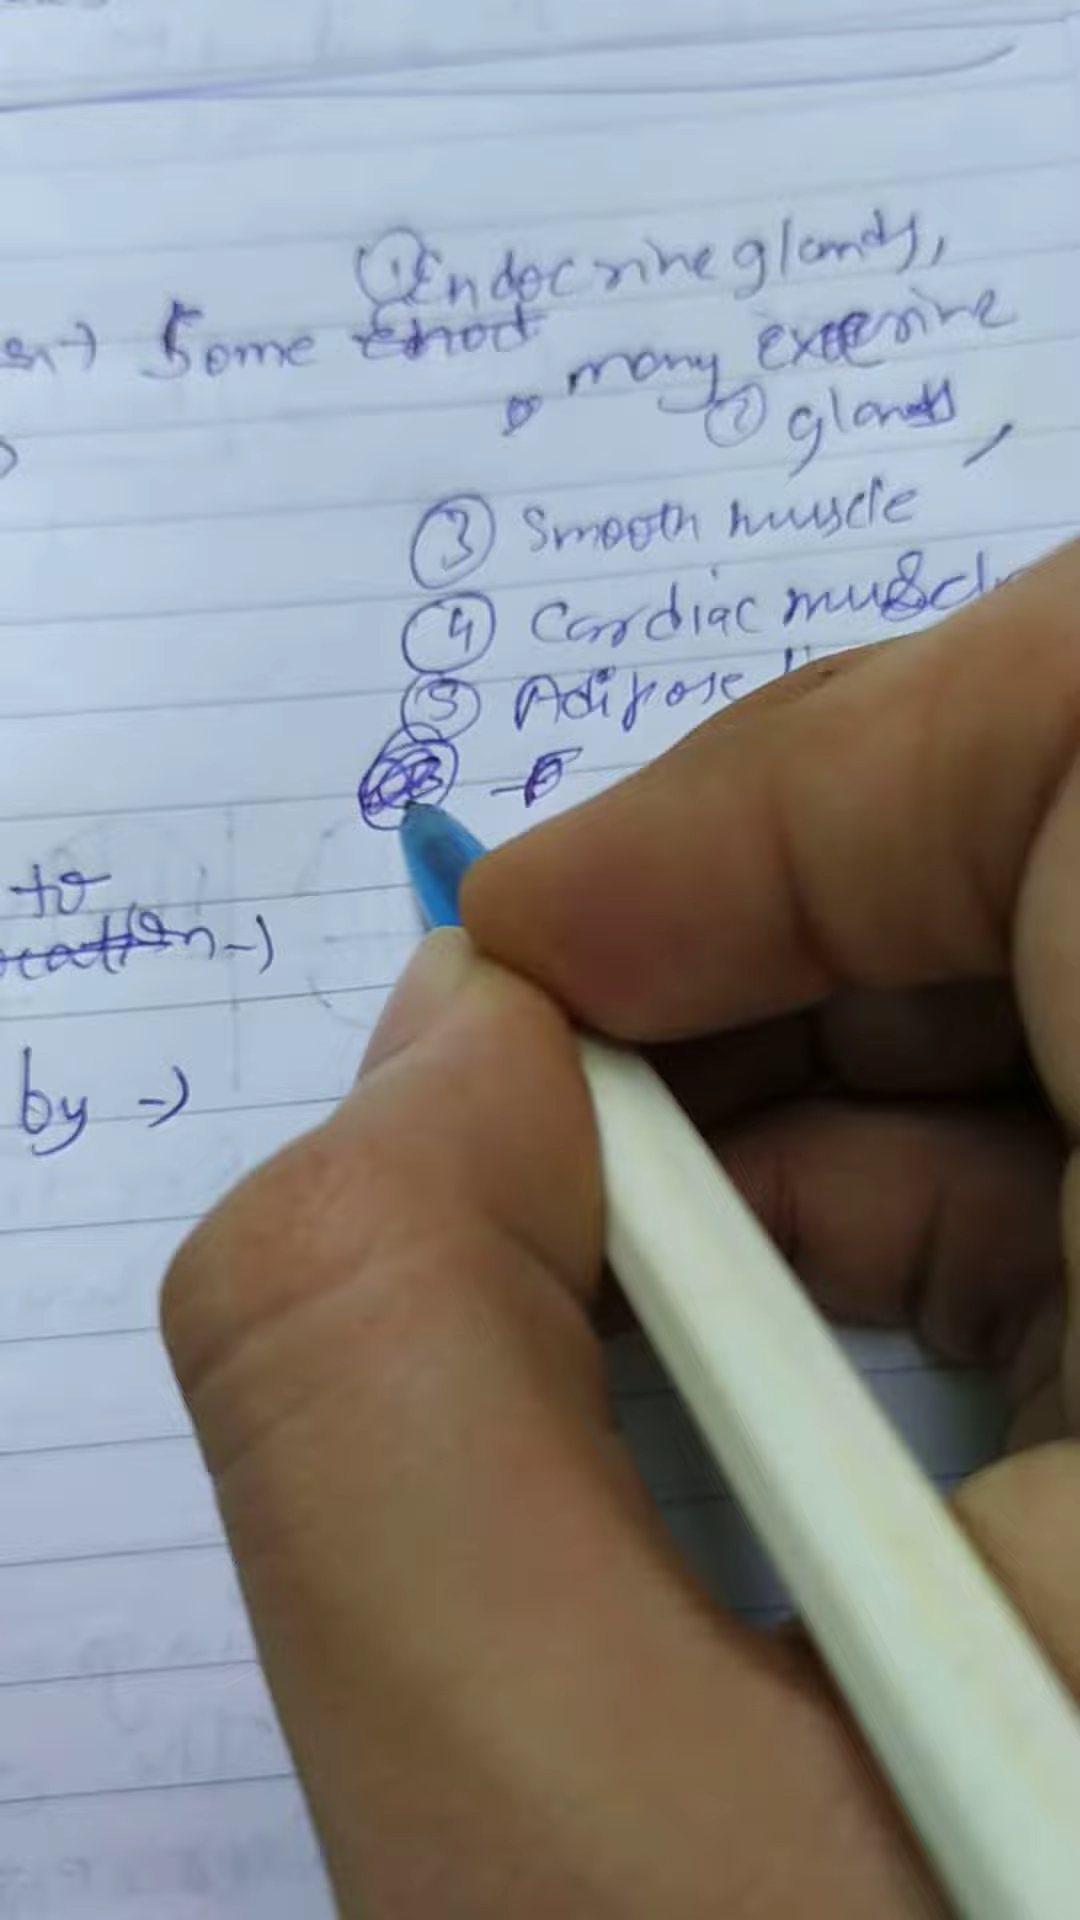 ① Endocrine glands,
→ Some
many exocrine
② glands,
③ Smooth muscle
④ Cardiac muscle
⑤ Adipose
to
by →